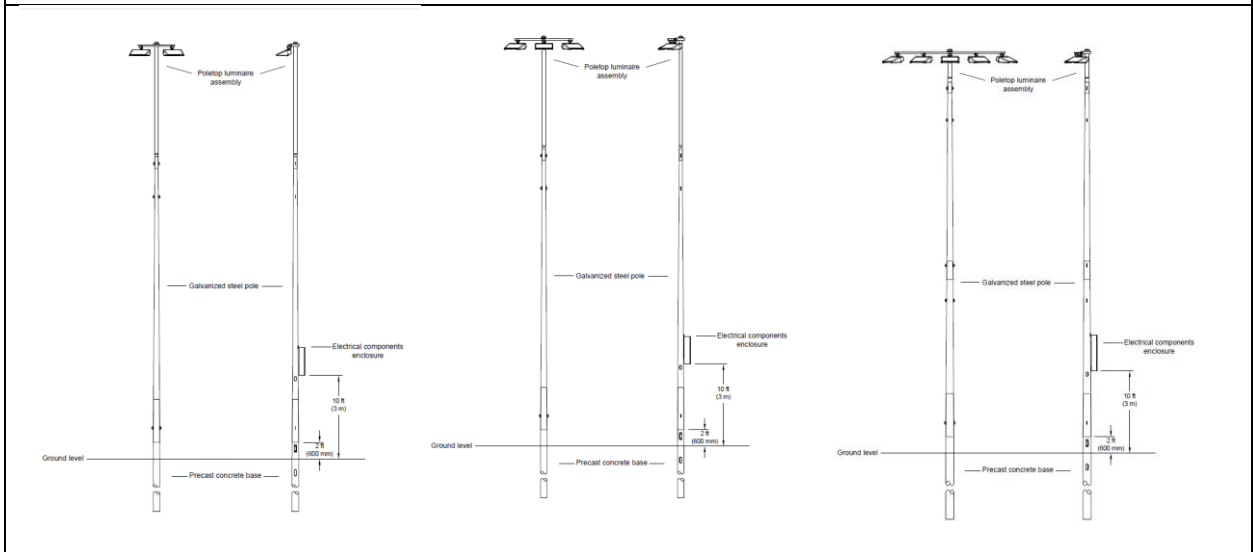 Poletop luminaire
assembly
Galvanized steel pole
Electrical components
enclosure
10 ft
(3 m)
2 ft
(600 mm)
Ground level
Precast concrete base
Poletop luminaire
assembly
Galvanized steel pole
Electrical components
enclosure
10 ft
(3 m)
2 ft
(600 mm)
Ground level
Precast concrete base
Poletop luminaire
assembly
Galvanized steel pole
Electrical components
enclosure
10 ft
(3 m)
2 ft
(600 mm)
Ground level
Precast concrete base